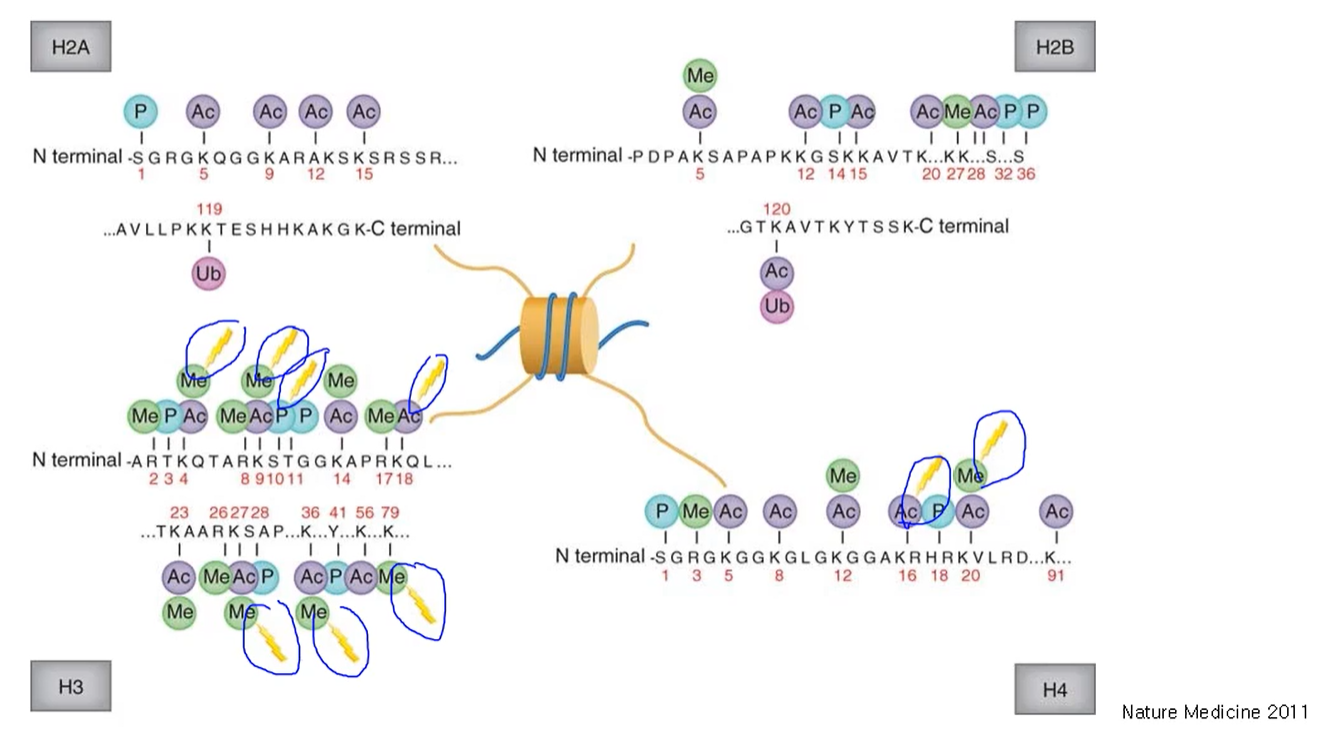 H2A
P Ac Ac Ac Ac
N terminal -S G R G K Q G G K A R A K S K S R S S R...
1 5 9 12 15
119
...A V L L P K K T E S H H K A K G K-C terminal
Ub
H2B
Me
Ac Ac P Ac Ac Me Ac P P
N terminal -P D P A K S A P A P K K G S K K A V T K...K K...S...S
5 12 14 15 20 27 28 32 36
120
...G T K A V T K Y T S S K-C terminal
Ac
Ub
Me Me Me
Me P Ac Me Ac P P Ac Me Ac
N terminal -A R T K Q T A R K S T G G K A P R K Q L...
2 3 4 8 9 10 11 14 17 18
23 26 27 28 36 41 56 79
...T K A A R K S A P...K...Y...K...K...
Ac Me Ac P Ac P Ac Me
Me Me Me
H3
Me Me
P Me Ac Ac Ac Ac P Ac Ac
N terminal -S G R G K G G K G L G K G G A K R H R K V L R D...K...
1 3 5 8 12 16 18 20 91
H4
Nature Medicine 2011